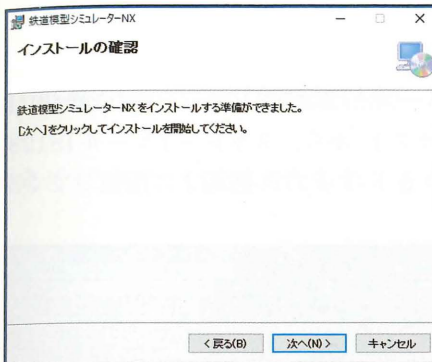 鉄道模型シミュレーターNX
インストールの確認
鉄道模型シミュレーターNX をインストールする準備ができました。
[次へ]をクリックしてインストールを開始してください。
< 戻る(B) 次へ(N) > キャンセル